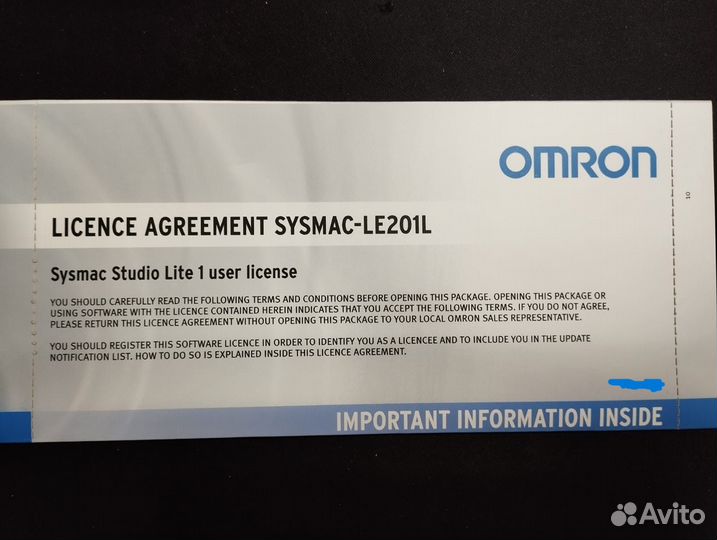 OMRON
10
LICENCE AGREEMENT SYSMAC-LE201L
Sysmac Studio Lite 1 user license
YOU SHOULD CAREFULLY READ THE FOLLOWING TERMS AND CONDITIONS BEFORE OPENING THIS PACKAGE. OPENING THIS PACKAGE OR
USING SOFTWARE WITH THE LICENCE CONTAINED HEREIN INDICATES THAT YOU ACCEPT THE FOLLOWING TERMS. IF YOU DO NOT AGREE,
PLEASE RETURN THIS LICENCE AGREEMENT WITHOUT OPENING THIS PACKAGE TO YOUR LOCAL OMRON SALES REPRESENTATIVE.
YOU SHOULD REGISTER THIS SOFTWARE LICENCE IN ORDER TO IDENTIFY YOU AS A LICENCEE AND TO INCLUDE YOU IN THE UPDATE
NOTIFICATION LIST. HOW TO DO SO IS EXPLAINED INSIDE THIS LICENCE AGREEMENT.
IMPORTANT INFORMATION INSIDE
Avito